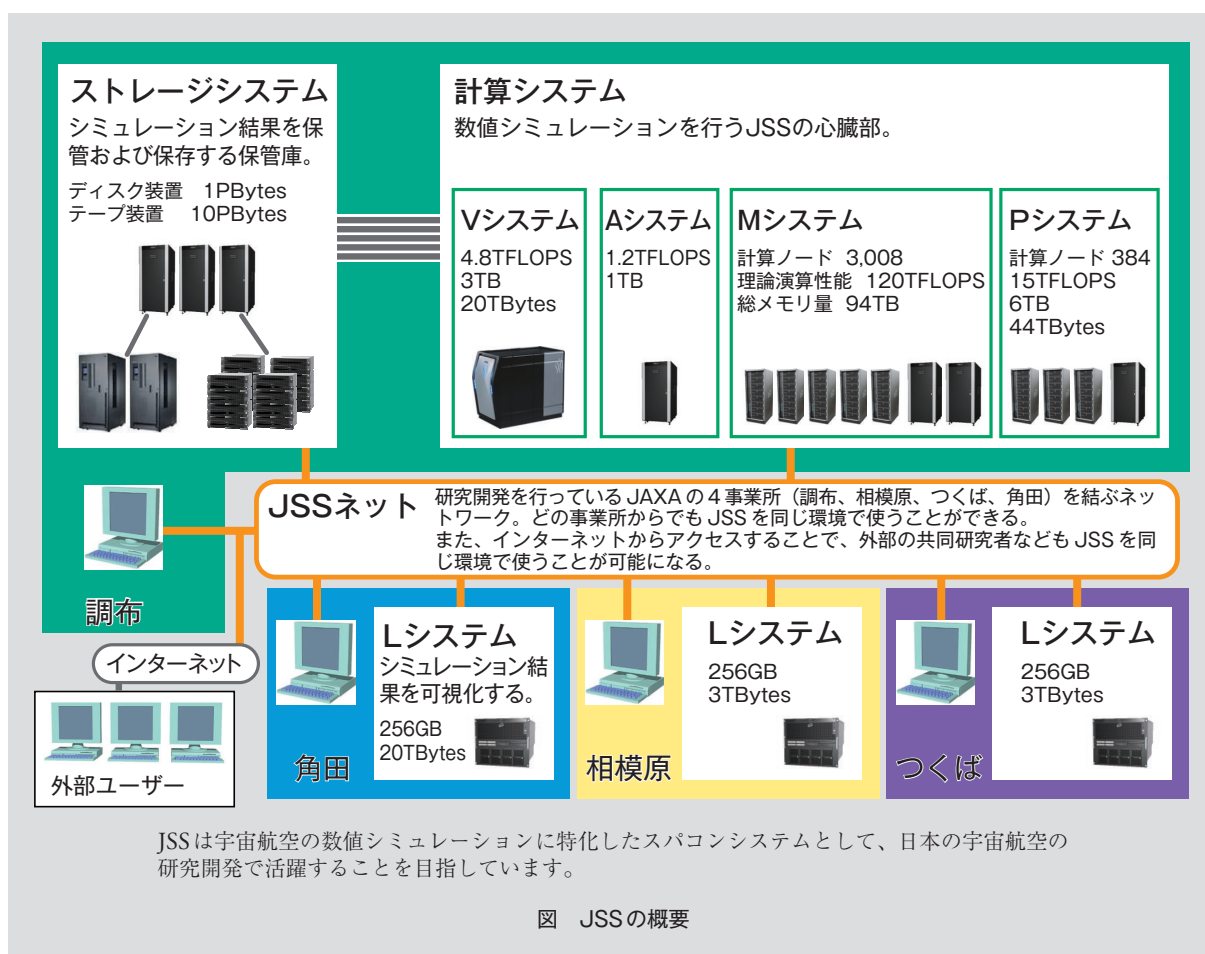 ストレージシステム
シミュレーション結果を保
管および保存する保管庫。
ディスク装置 1PBytes
テープ装置 10PBytes
計算システム
数値シミュレーションを行うJSSの心臓部。
Vシステム
4.8TFLOPS
3TB
20TBytes
Aシステム
1.2TFLOPS
1TB
Mシステム
計算ノード 3,008
理論演算性能 120TFLOPS
総メモリ量 94TB
Pシステム
計算ノード 384
15TFLOPS
6TB
44TBytes
JSSネット
研究開発を行っている JAXA の 4 事業所（調布、相模原、つくば、角田）を結ぶネッ
トワーク。どの事業所からでも JSS を同じ環境で使うことができる。
また、インターネットからアクセスすることで、外部の共同研究者なども JSS を同
じ環境で使うことが可能になる。
調布
インターネット
外部ユーザー
Lシステム
シミュレーション結
果を可視化する。
256GB
20TBytes
角田
Lシステム
256GB
3TBytes
相模原
Lシステム
256GB
3TBytes
つくば
JSSは宇宙航空の数値シミュレーションに特化したスパコンシステムとして、日本の宇宙航空の
研究開発で活躍することを目指しています。
図 JSSの概要